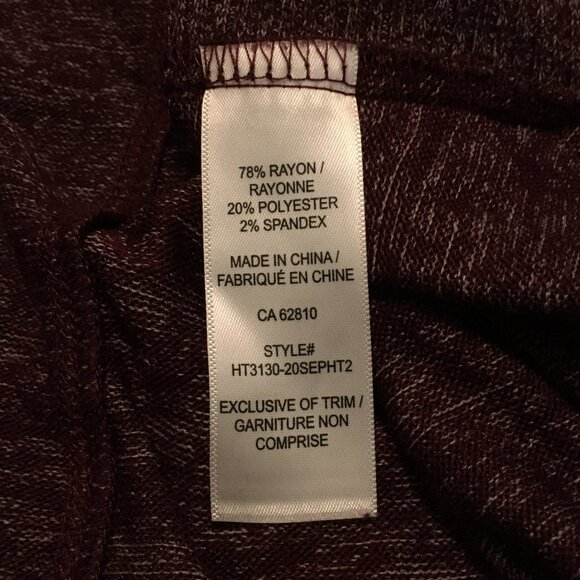 78% RAYON /
RAYONNE
20% POLYESTER
2% SPANDEX
MADE IN CHINA /
FABRIQUÉ EN CHINE
CA 62810
STYLE#
HT3130-20SEPHT2
EXCLUSIVE OF TRIM /
GARNITURE NON
COMPRISE